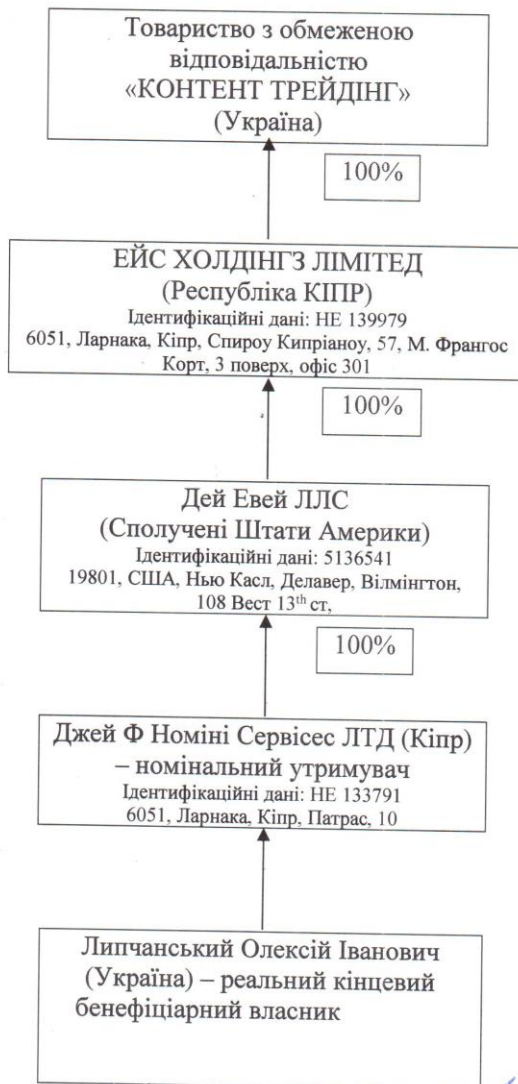 Товариство з обмеженою
відповідальністю
«КОНТЕНТ ТРЕЙДІНГ»
(Україна)
100%
ЕЙС ХОЛДІНГЗ ЛІМІТЕД
(Республіка КІПР)
Ідентифікаційні дані: НЕ 139979
6051, Ларнака, Кіпр, Спироу Кипріаноу, 57, М. Франгос
Корт, 3 поверх, офіс 301
100%
Дей Евей ЛЛС
(Сполучені Штати Америки)
Ідентифікаційні дані: 5136541
19801, США, Нью Касл, Делавер, Вілмінгтон,
108 Вест 13th ст,
100%
Джей Ф Номіні Сервісес ЛТД (Кіпр)
– номінальний утримувач
Ідентифікаційні дані: НЕ 133791
6051, Ларнака, Кіпр, Патрас, 10
Липчанський Олексій Іванович
(Україна) – реальний кінцевий
бенефіціарний власник